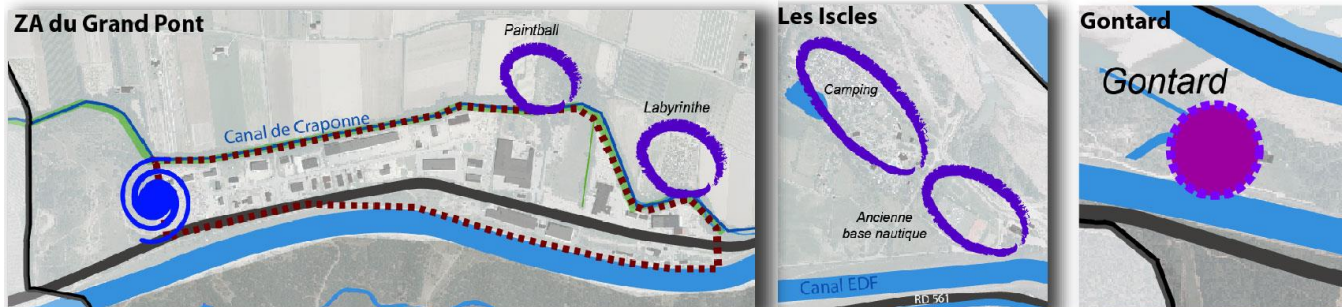 ZA du Grand Pont
Paintball
Labyrinthe
Canal de Craponne
Les Iscles
Camping
Ancienne
base nautique
Canal EDF
RD 561
Gontard
Gontard